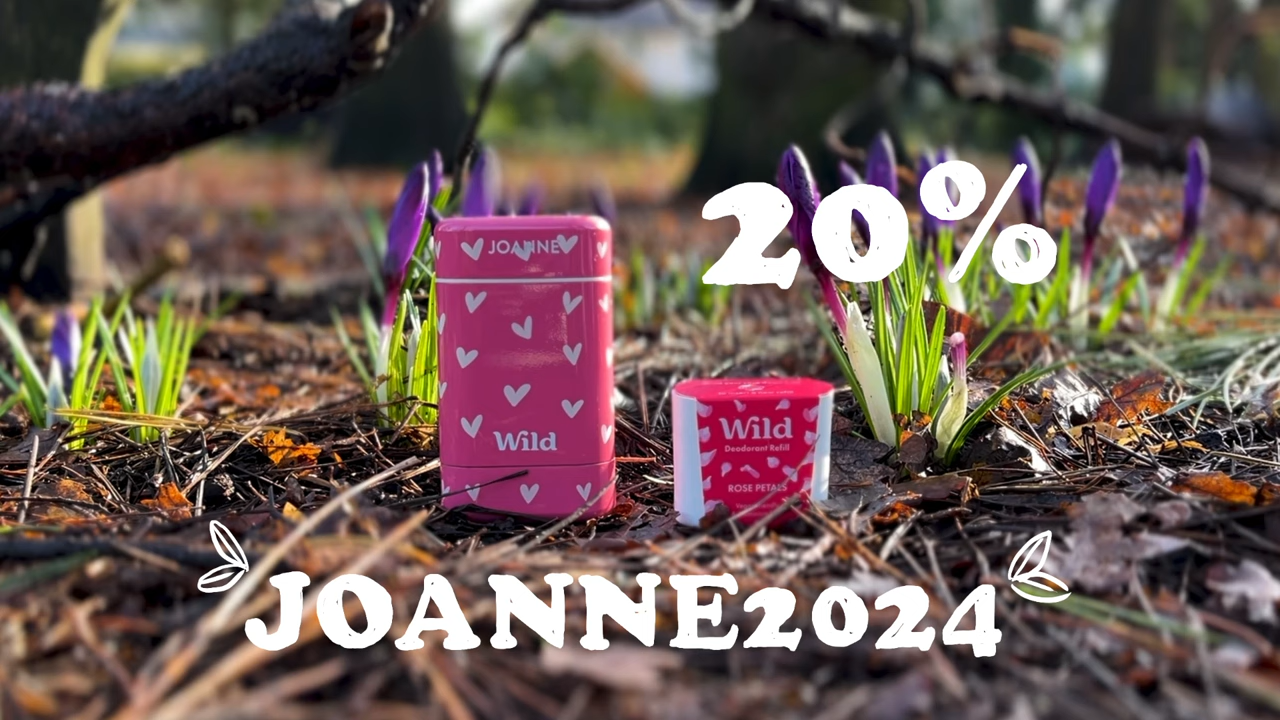 20%
JOANNE
Wild
Wild
Deodorant Refill
ROSE PETALS
JOANNE2024